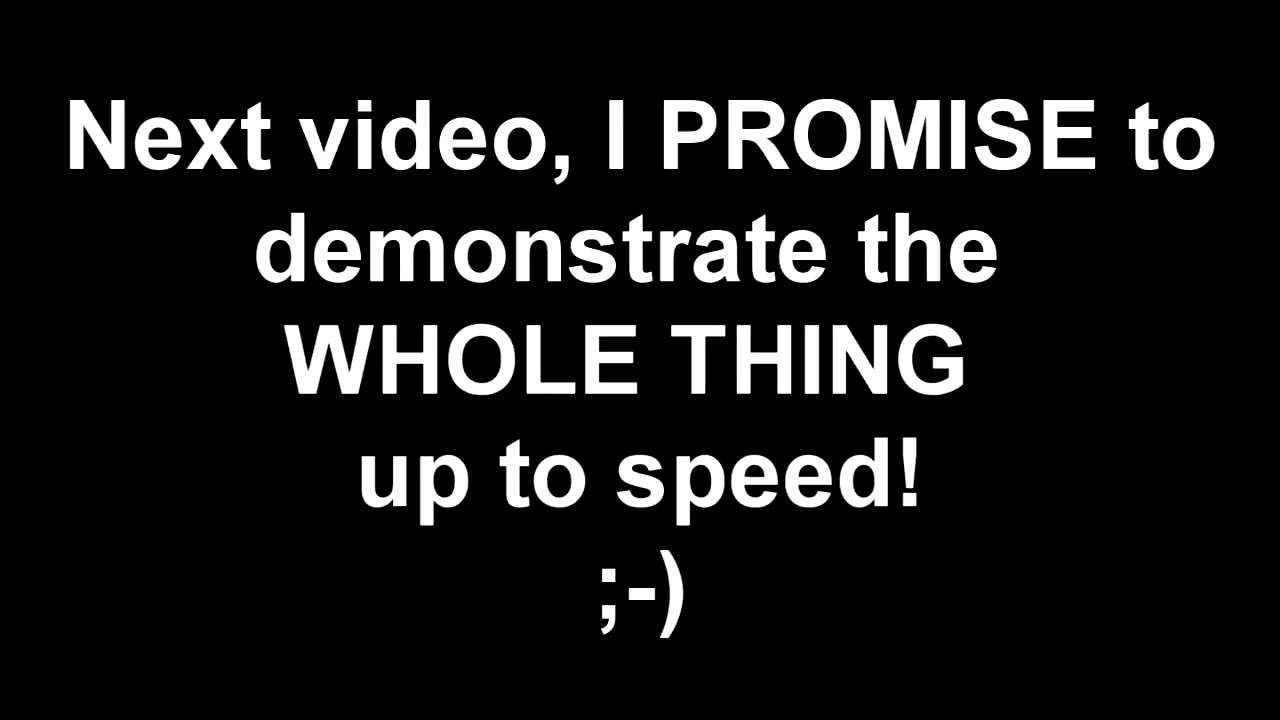 Next video, I PROMISE to
demonstrate the
WHOLE THING
up to speed!
;-)